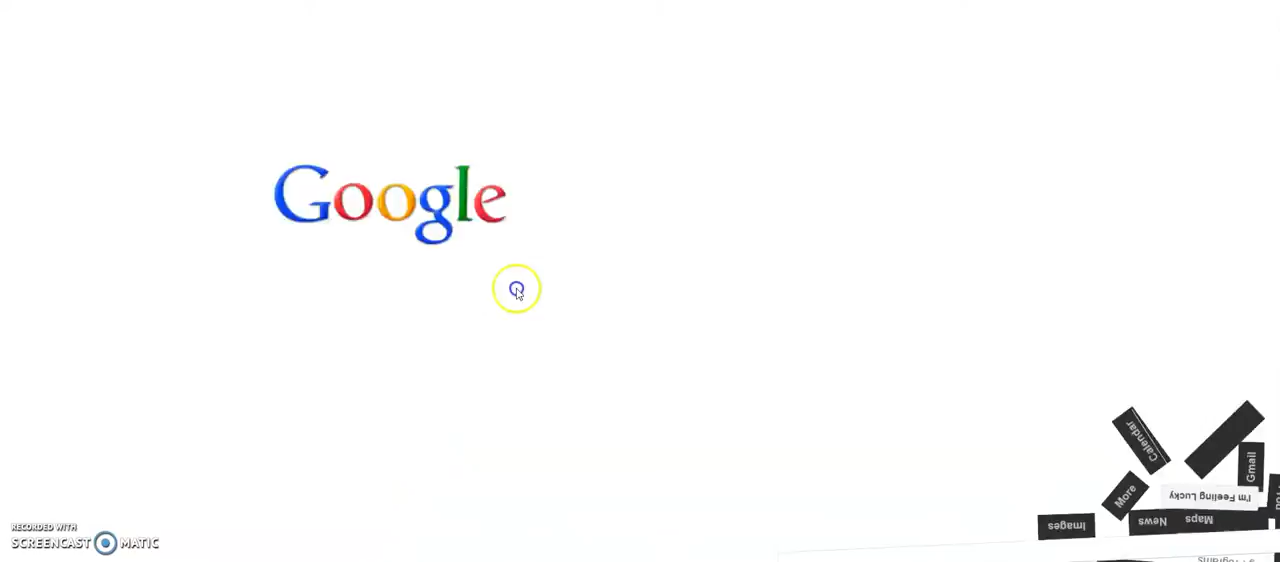 Google
Calendar
Gmail
More
I'm Feeling Lucky
Images
News
Maps
RECORDED WITH
SCREENCAST MATIC